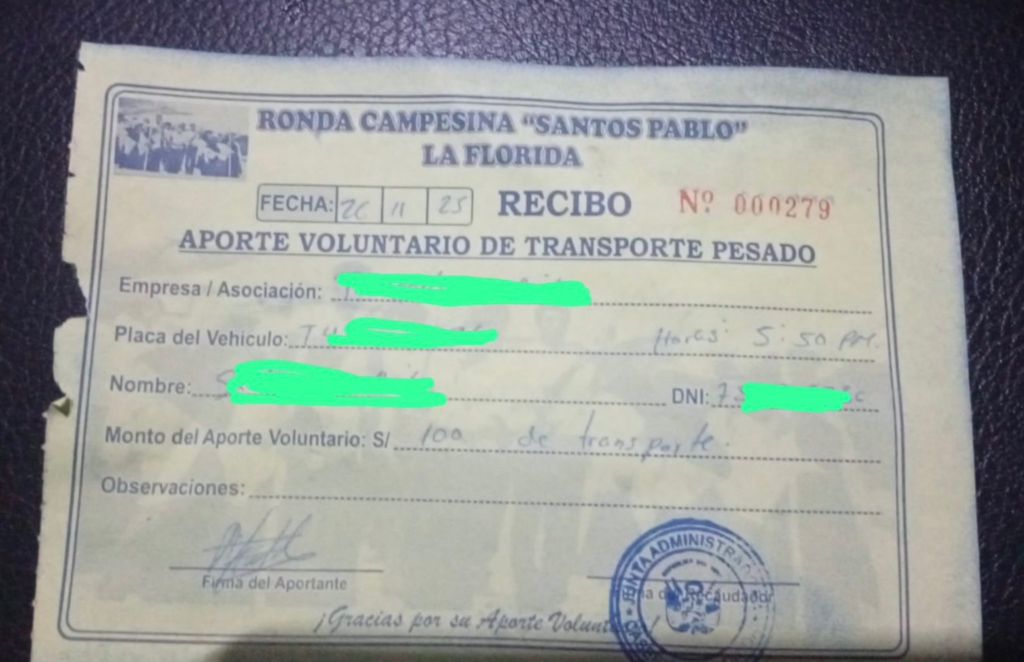 RONDA CAMPESINA "SANTOS PABLO"
LA FLORIDA
FECHA: 11 25 RECIBO Nº 000279
APORTE VOLUNTARIO DE TRANSPORTE PESADO
Empresa / Asociación:
Placa del Vehiculo: Horas: 5:50 PM.
Nombre: DNI:
Monto del Aporte Voluntario: S/ 100 de transporte.
Observaciones:
Firma del Aportante
JUNTA ADMINISTRAD
¡Gracias por su Aporte